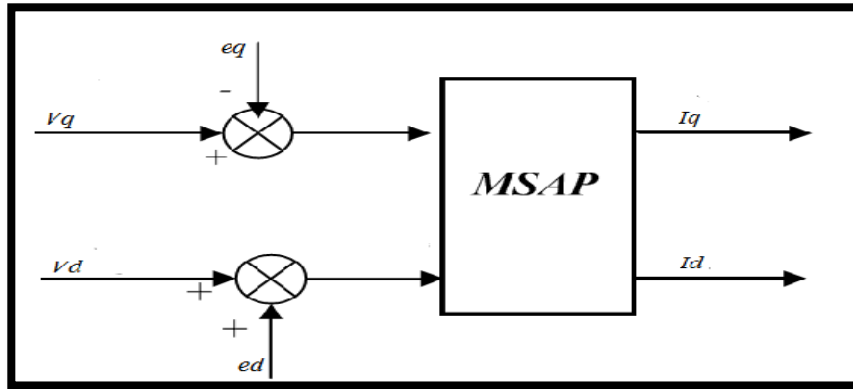 eq
-
Vq
+
Iq
MSAP
Vd
+
Id
+
ed